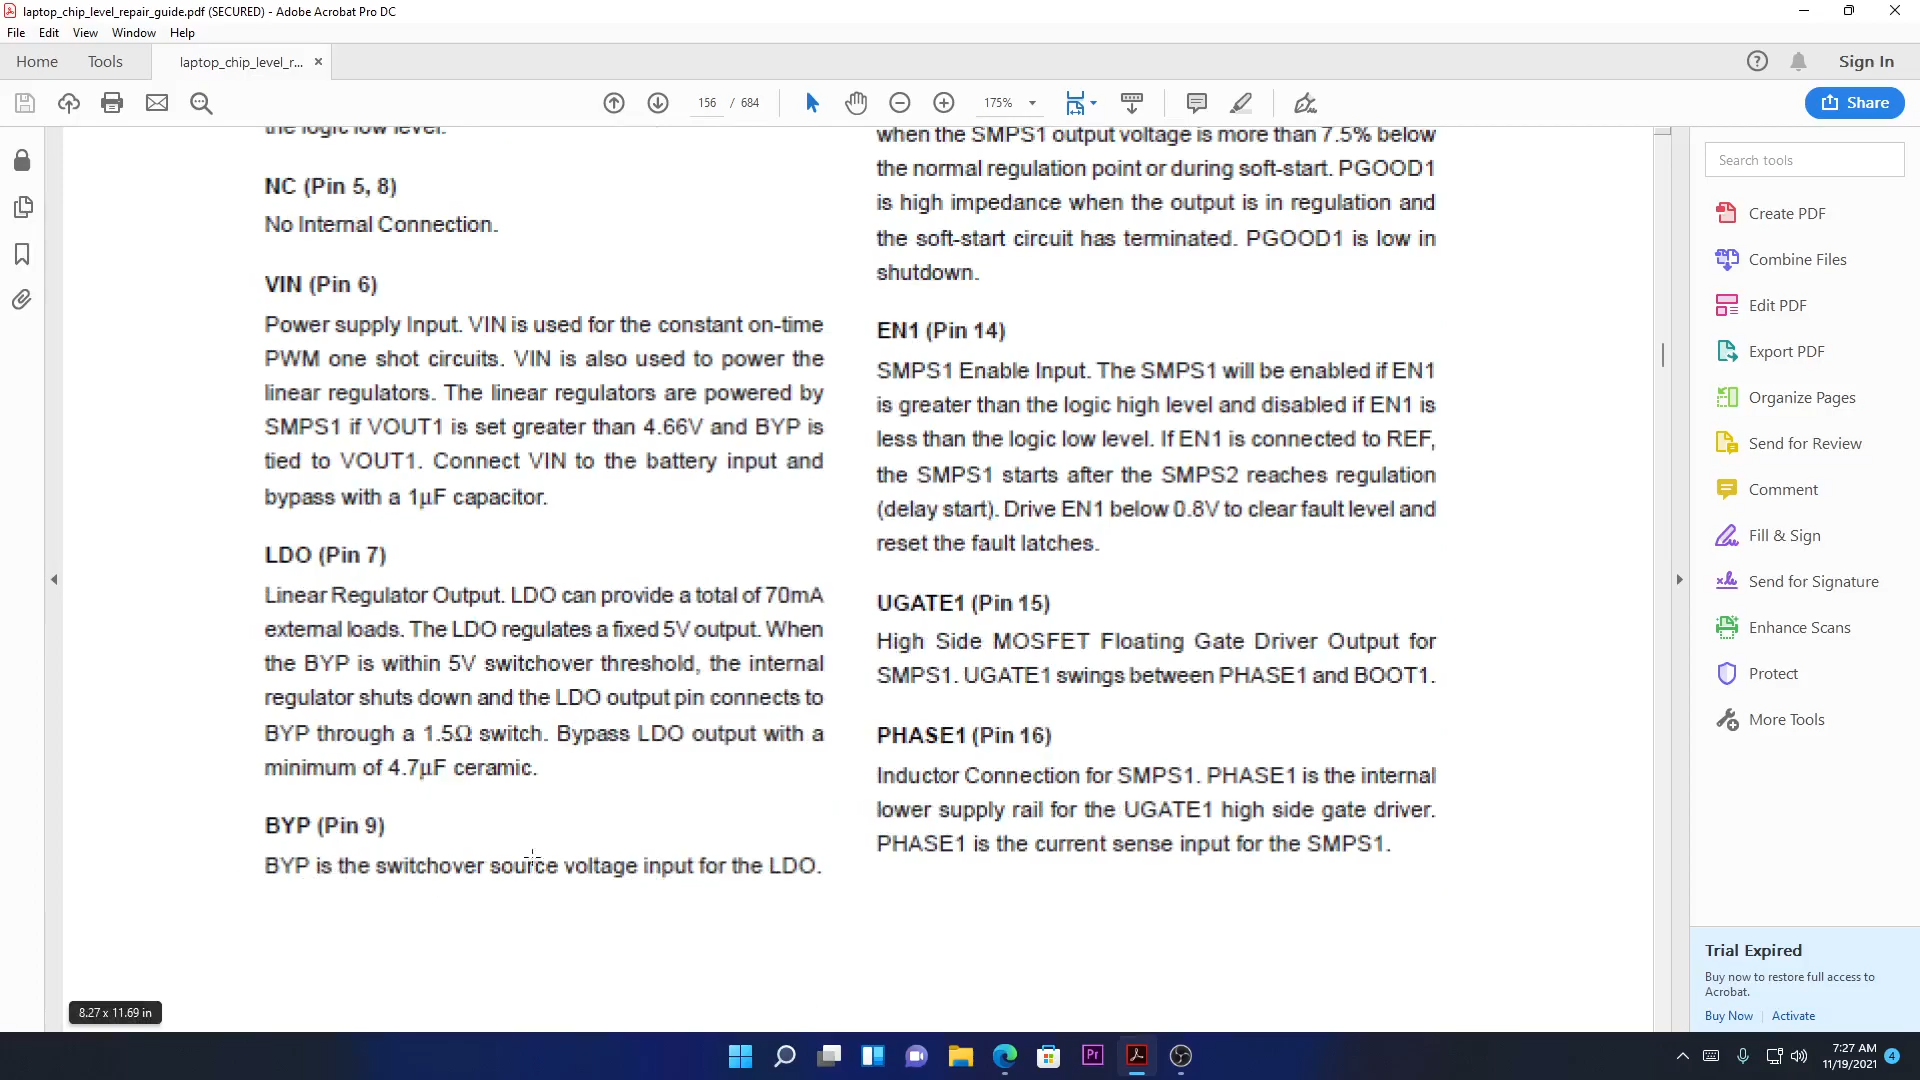 laptop_chip_level_repair_guide.pdf (SECURED) - Adobe Acrobat Pro DC
File Edit View Window Help
Home Tools laptop_chip_level_r... ×
Sign In
156 / 684
175%
Share
the logic low level.
NC (Pin 5, 8)
No Internal Connection.
VIN (Pin 6)
Power supply Input. VIN is used for the constant on-time
PWM one shot circuits. VIN is also used to power the
linear regulators. The linear regulators are powered by
SMPS1 if VOUT1 is set greater than 4.66V and BYP is
tied to VOUT1. Connect VIN to the battery input and
bypass with a 1μF capacitor.
LDO (Pin 7)
Linear Regulator Output. LDO can provide a total of 70mA
external loads. The LDO regulates a fixed 5V output. When
the BYP is within 5V switchover threshold, the internal
regulator shuts down and the LDO output pin connects to
BYP through a 1.5Ω switch. Bypass LDO output with a
minimum of 4.7μF ceramic.
BYP (Pin 9)
BYP is the switchover source voltage input for the LDO.
when the SMPS1 output voltage is more than 7.5% below
the normal regulation point or during soft-start. PGOOD1
is high impedance when the output is in regulation and
the soft-start circuit has terminated. PGOOD1 is low in
shutdown.
EN1 (Pin 14)
SMPS1 Enable Input. The SMPS1 will be enabled if EN1
is greater than the logic high level and disabled if EN1 is
less than the logic low level. If EN1 is connected to REF,
the SMPS1 starts after the SMPS2 reaches regulation
(delay start). Drive EN1 below 0.8V to clear fault level and
reset the fault latches.
UGATE1 (Pin 15)
High Side MOSFET Floating Gate Driver Output for
SMPS1. UGATE1 swings between PHASE1 and BOOT1.
PHASE1 (Pin 16)
Inductor Connection for SMPS1. PHASE1 is the internal
lower supply rail for the UGATE1 high side gate driver.
PHASE1 is the current sense input for the SMPS1.
8.27 x 11.69 in
Search tools
Create PDF
Combine Files
Edit PDF
Export PDF
Organize Pages
Send for Review
Comment
Fill & Sign
Send for Signature
Enhance Scans
Protect
More Tools
Trial Expired
Buy now to restore full access to
Acrobat.
Buy Now | Activate
Pr
7:27 AM
11/19/2021
4